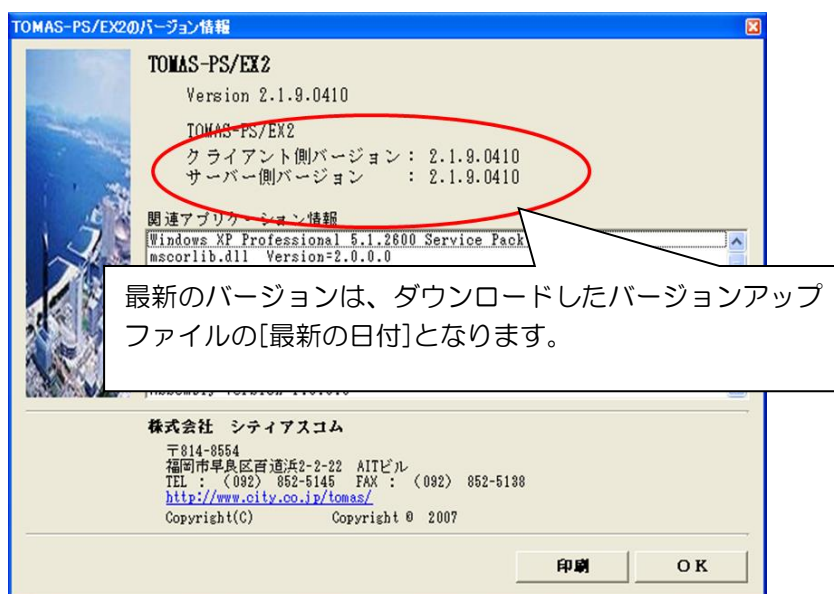 TOMAS-PS/EX2のバージョン情報
TOMAS-PS/EX2
Version 2.1.9.0410
TOMAS-PS/EX2
クライアント側バージョン : 2.1.9.0410
サーバー側バージョン : 2.1.9.0410
関連アプリケーション情報
Windows XP Professional 5.1.2600 Service Pack
mscorlib.dll Version=2.0.0.0
最新のバージョンは、ダウンロードしたバージョンアップ
ファイルの[最新の日付]となります。
株式会社 シティアスコム
〒814-8554
福岡市早良区百道浜2-2-22 AITビル
TEL : (092) 852-5145 FAX : (092) 852-5138
http://www.city.co.jp/tomas/
Copyright(C) Copyright © 2007
印刷 OK